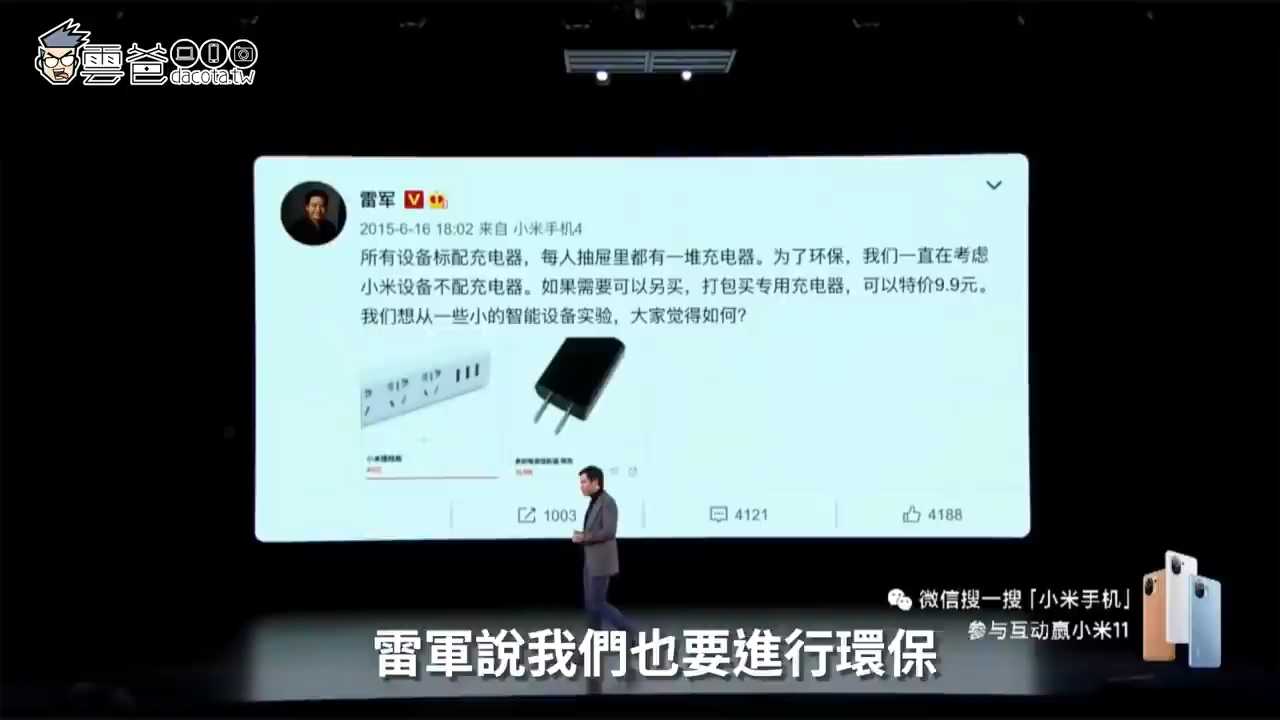 雲爸
dacota.tw
雷军
2015-6-16 18:02 来自 小米手机4
所有设备标配充电器，每人抽屉里都有一堆充电器。为了环保，我们一直在考虑
小米设备不配充电器。如果需要可以另买，打包买专用充电器，可以特价9.9元。
我们想从一些小的智能设备实验，大家觉得如何？
1003
4121
4188
微信搜一搜「小米手机」
参与互动赢小米11
雷軍說我們也要進行環保